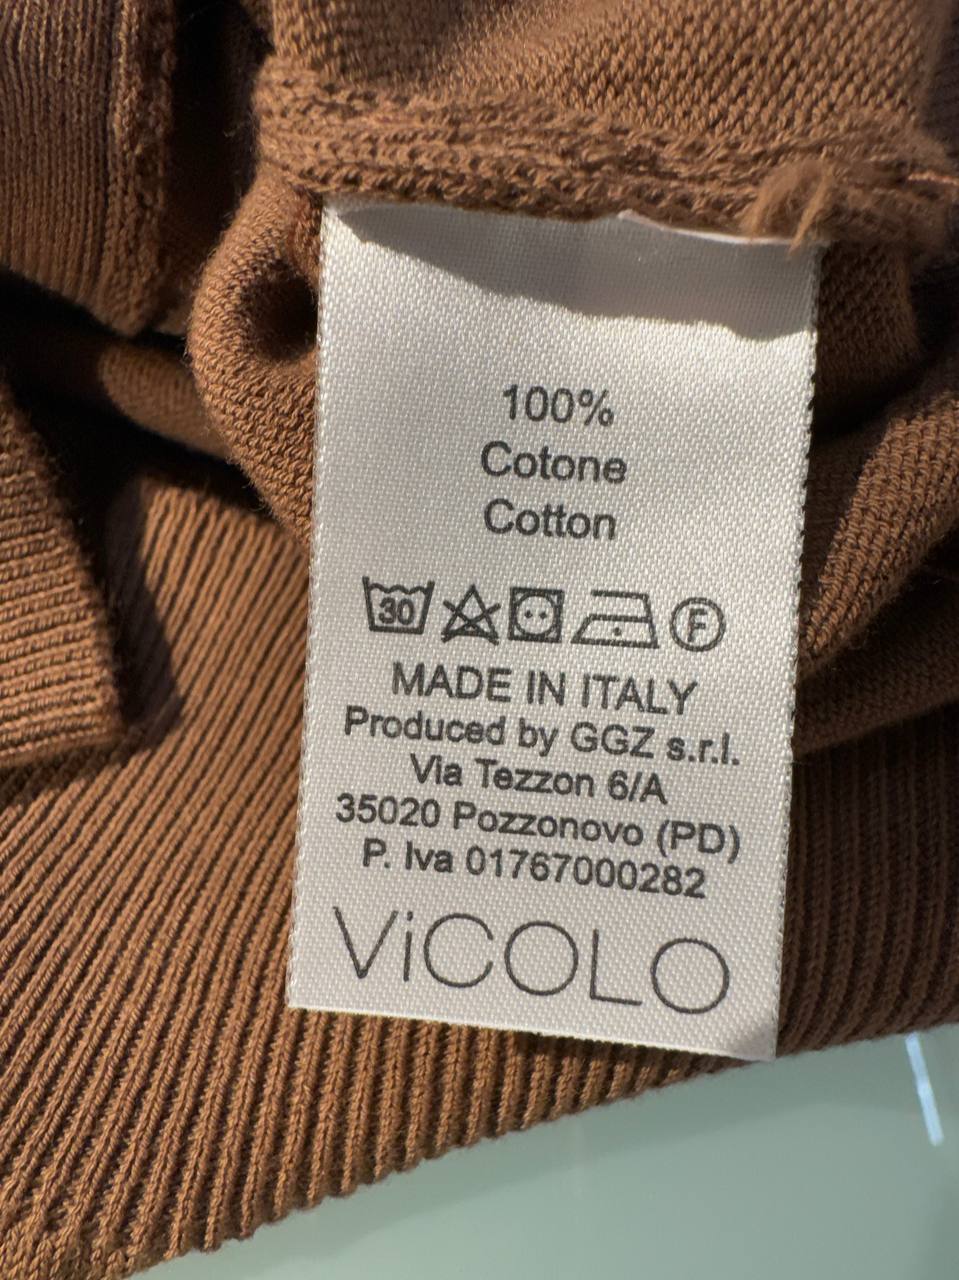 100%
Cotone
Cotton
30 F
MADE IN ITALY
Produced by GGZ s.r.l.
Via Tezzon 6/A
35020 Pozzonovo (PD)
P. Iva 01767000282
ViCOLO